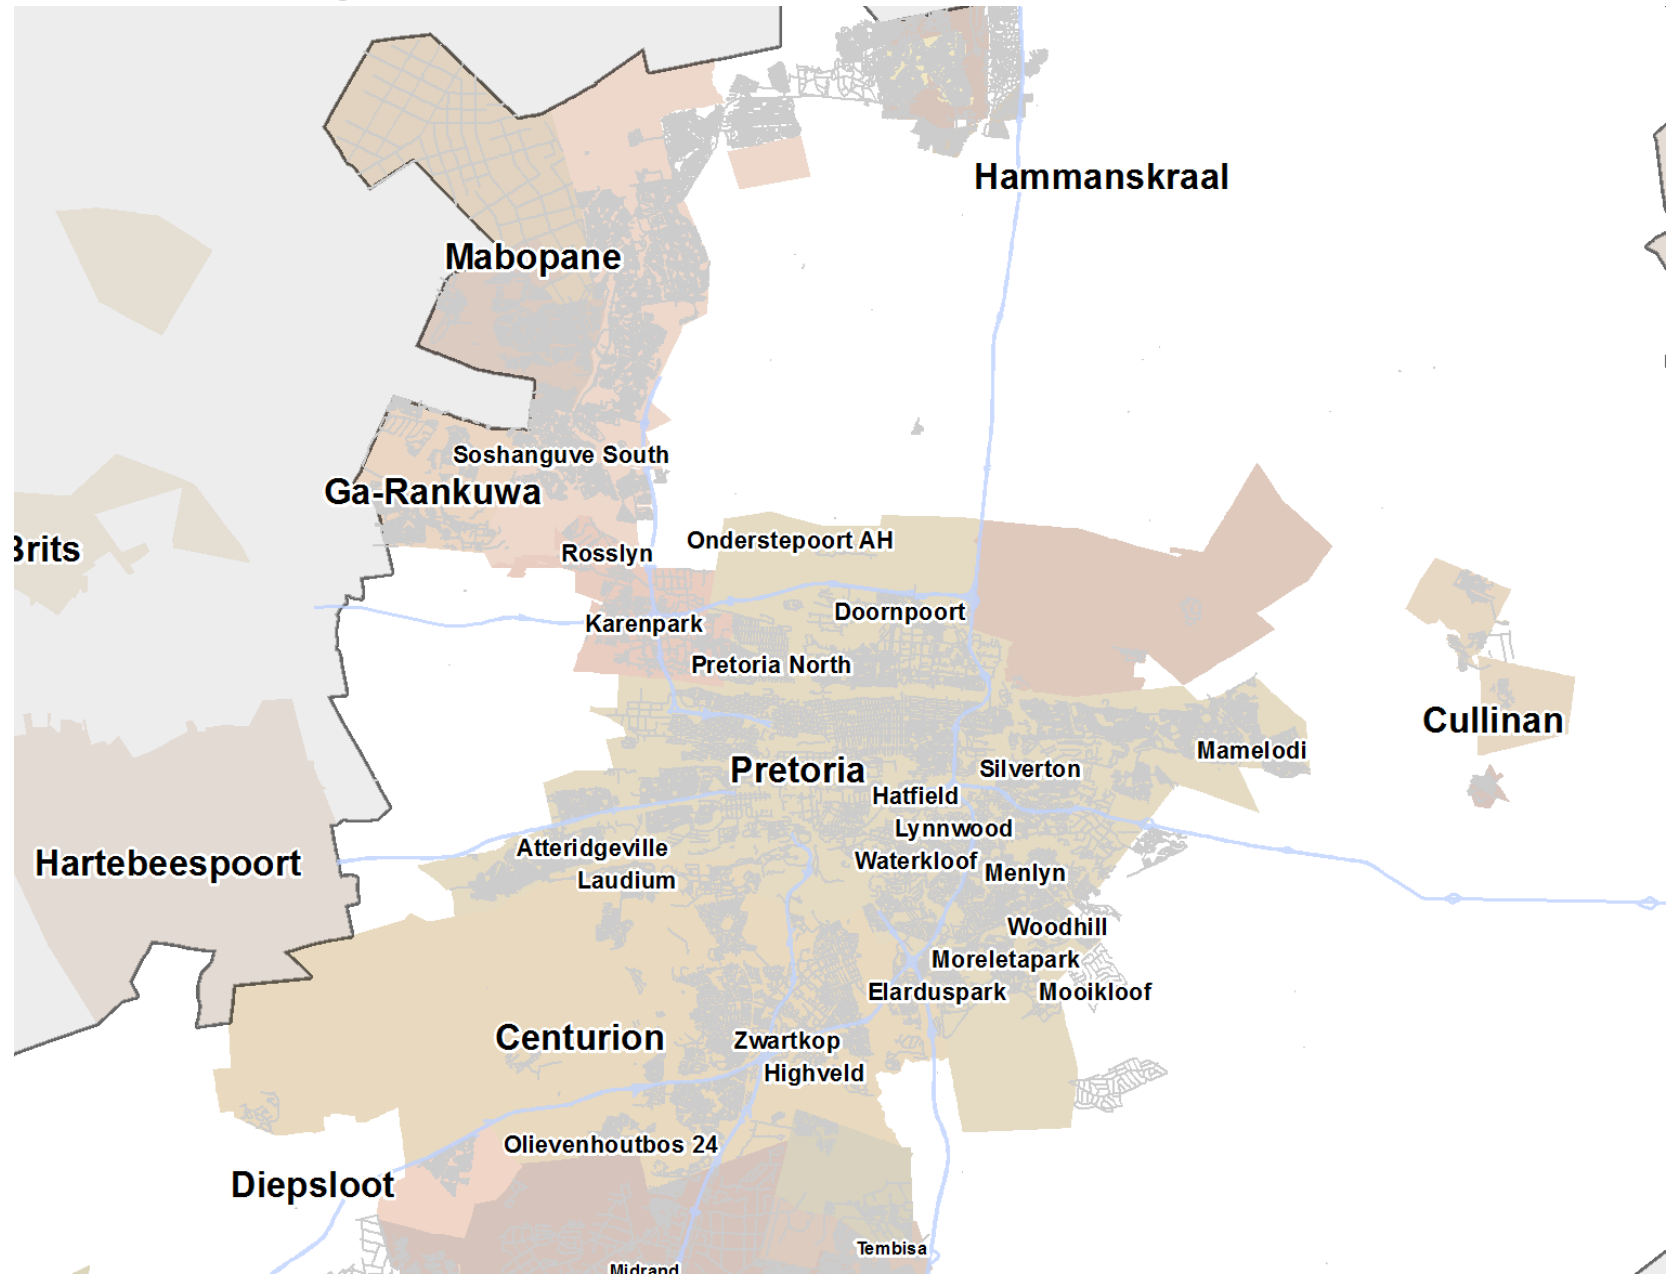 Hammanskraal
Mabopane
Soshanguve South
Ga-Rankuwa
Brits
Rosslyn
Onderstepoort AH
Karenpark
Doornpoort
Pretoria North
Cullinan
Mamelodi
Pretoria
Silverton
Hatfield
Lynnwood
Atteridgeville
Waterkloof
Hartebeespoort
Menlyn
Laudium
Woodhill
Moreletapark
Elarduspark
Mooikloof
Centurion
Zwartkop
Highveld
Olievenhoutbos 24
Diepsloot
Tembisa
Midrand